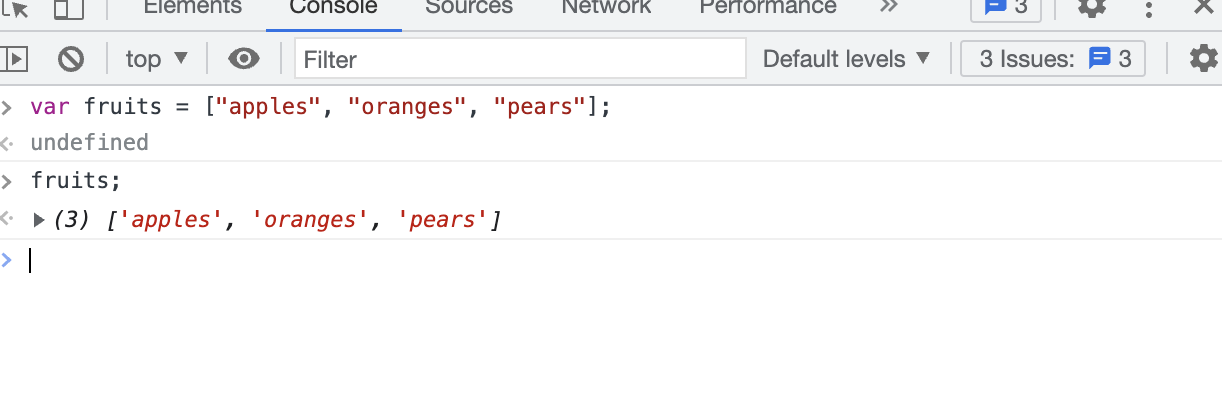 Elements Console Sources Network Performance » 3
top ▼ Filter Default levels ▼ 3 Issues: 3
> var fruits = ["apples", "oranges", "pears"];
undefined
> fruits;
(3) ['apples', 'oranges', 'pears']
>